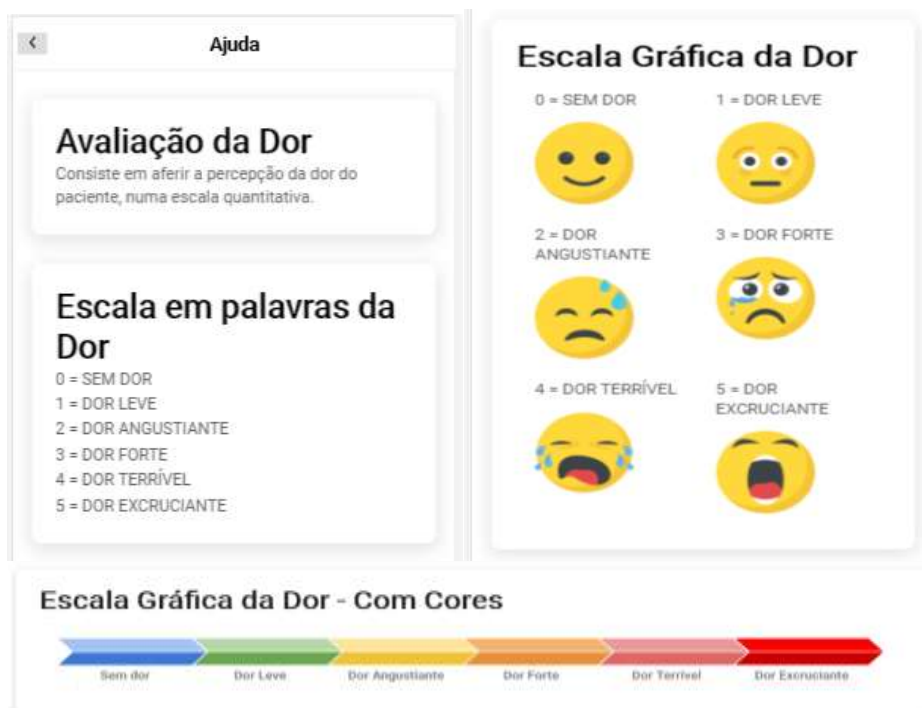 Ajuda
Avaliação da Dor
Consiste em aferir a percepção da dor do
paciente, numa escala quantitativa.
Escala em palavras da
Dor
0 = SEM DOR
1 = DOR LEVE
2 = DOR ANGUSTIANTE
3 = DOR FORTE
4 = DOR TERRÍVEL
5 = DOR EXCRUCIANTE
Escala Gráfica da Dor
0 = SEM DOR
1 = DOR LEVE
2 = DOR
ANGUSTIANTE
3 = DOR FORTE
4 = DOR TERRÍVEL
5 = DOR
EXCRUCIANTE
Escala Gráfica da Dor - Com Cores
Sem dor
Dor Leve
Dor Angustiante
Dor Forte
Dor Terrível
Dor Excruciante